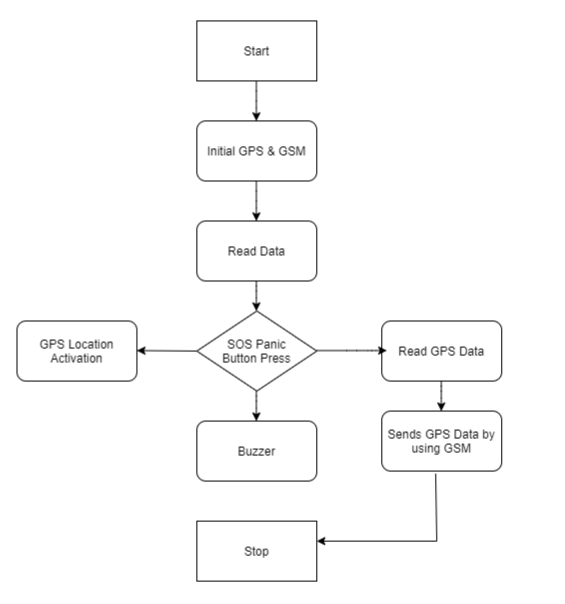 Start
Initial GPS & GSM
Read Data
GPS Location
Activation
SOS Panic
Button Press
Read GPS Data
Sends GPS Data by
using GSM
Buzzer
Stop